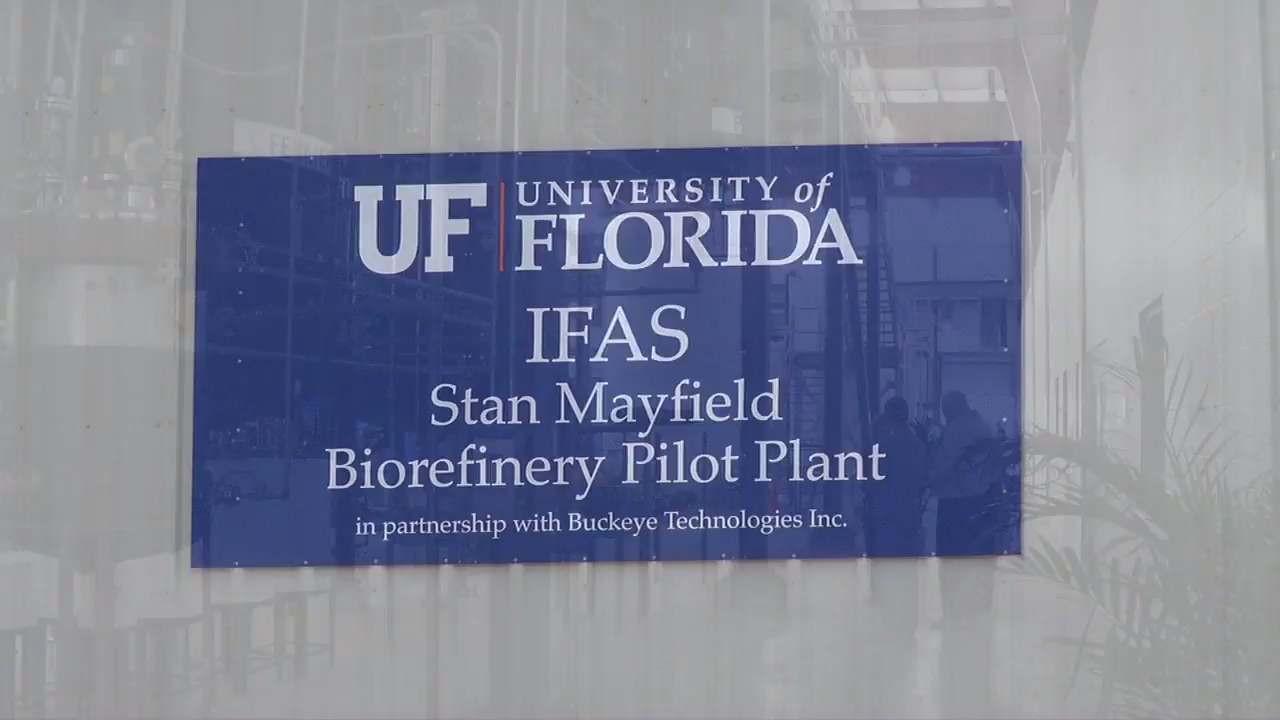 UF UNIVERSITY of
FLORIDA
IFAS
Stan Mayfield
Biorefinery Pilot Plant
in partnership with Buckeye Technologies Inc.